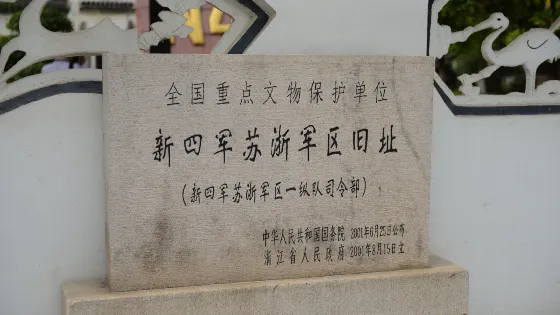 全国重点文物保护单位
新四军苏浙军区旧址
（新四军苏浙军区一纵队司令部）
中华人民共和国国务院 2001年6月25日公布
浙江省人民政府 2001年8月15日立